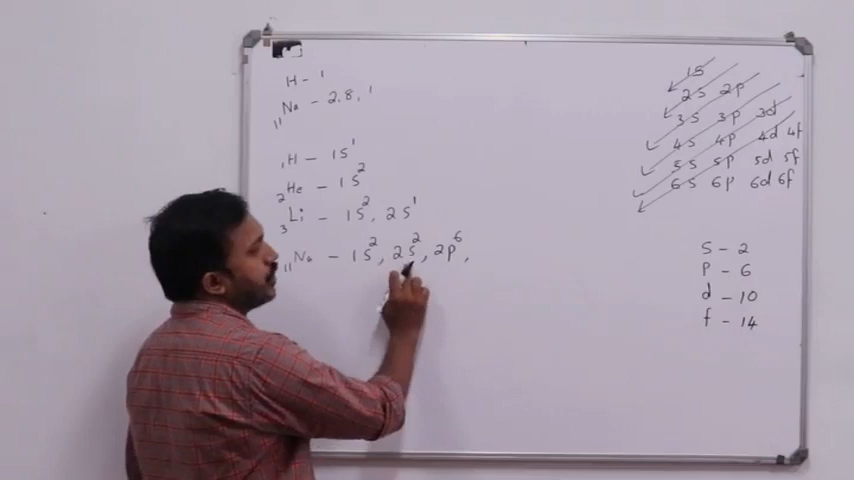 H - 1
₁₁Na - 2.8,1
₁H - 1S¹
₂He - 1S²
₃Li - 1S², 2S¹
₁₁Na - 1S², 2S², 2p⁶,
1S
2S 2p
3S 3p 3d
4S 4p 4d 4f
5S 5p 5d 5f
6S 6p 6d 6f
S - 2
P - 6
d - 10
f - 14